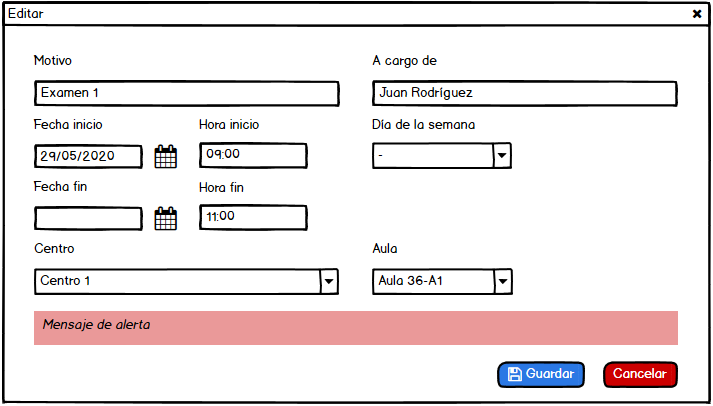 Editar
Motivo A cargo de
Examen 1 Juan Rodríguez
Fecha inicio Hora inicio Día de la semana
29/05/2020 09:00 -
Fecha fin Hora fin
11:00
Centro Aula
Centro 1 Aula 36-A1
Mensaje de alerta
Guardar Cancelar